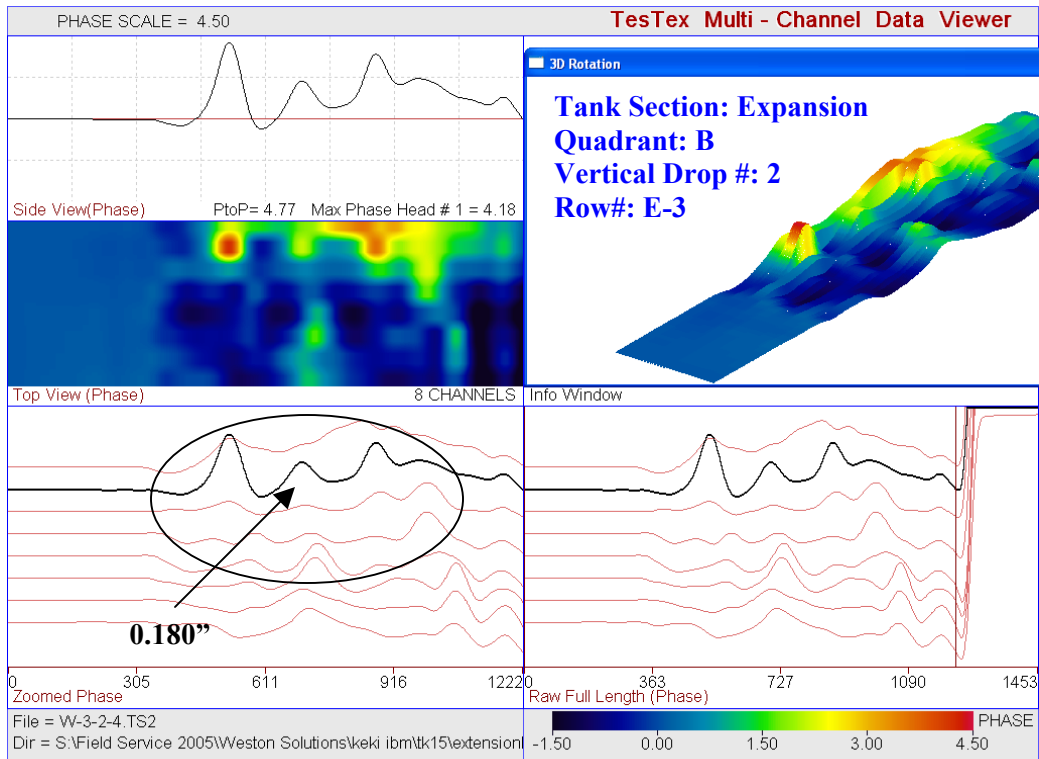 PHASE SCALE = 4.50
TesTex Multi - Channel Data Viewer
3D Rotation
Tank Section: Expansion
Quadrant: B
Vertical Drop #: 2
Row#: E-3
Side View(Phase) PtoP= 4.77 Max Phase Head # 1 = 4.18
Top View (Phase) 8 CHANNELS
Info Window
0.180”
0 305 611 916 1222
Zoomed Phase
0 363 727 1090 1453
Raw Full Length (Phase)
File = W-3-2-4.TS2
Dir = S:\Field Service 2005\Weston Solutions\keki ibm\tk15\extension
PHASE
-1.50 0.00 1.50 3.00 4.50